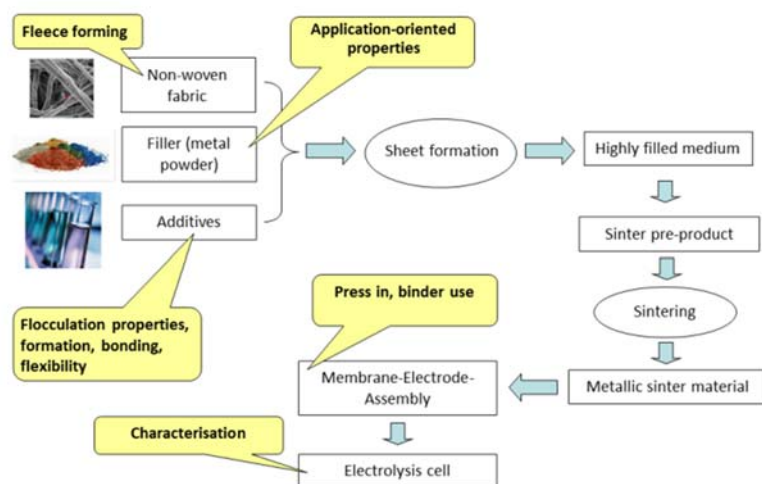 Fleece forming
Application-oriented
properties
Non-woven
fabric
Filler (metal
powder)
Additives
Sheet formation
Highly filled medium
Sinter pre-product
Sintering
Metallic sinter material
Press in, binder use
Flocculation properties,
formation, bonding,
flexibility
Membrane-Electrode-
Assembly
Characterisation
Electrolysis cell